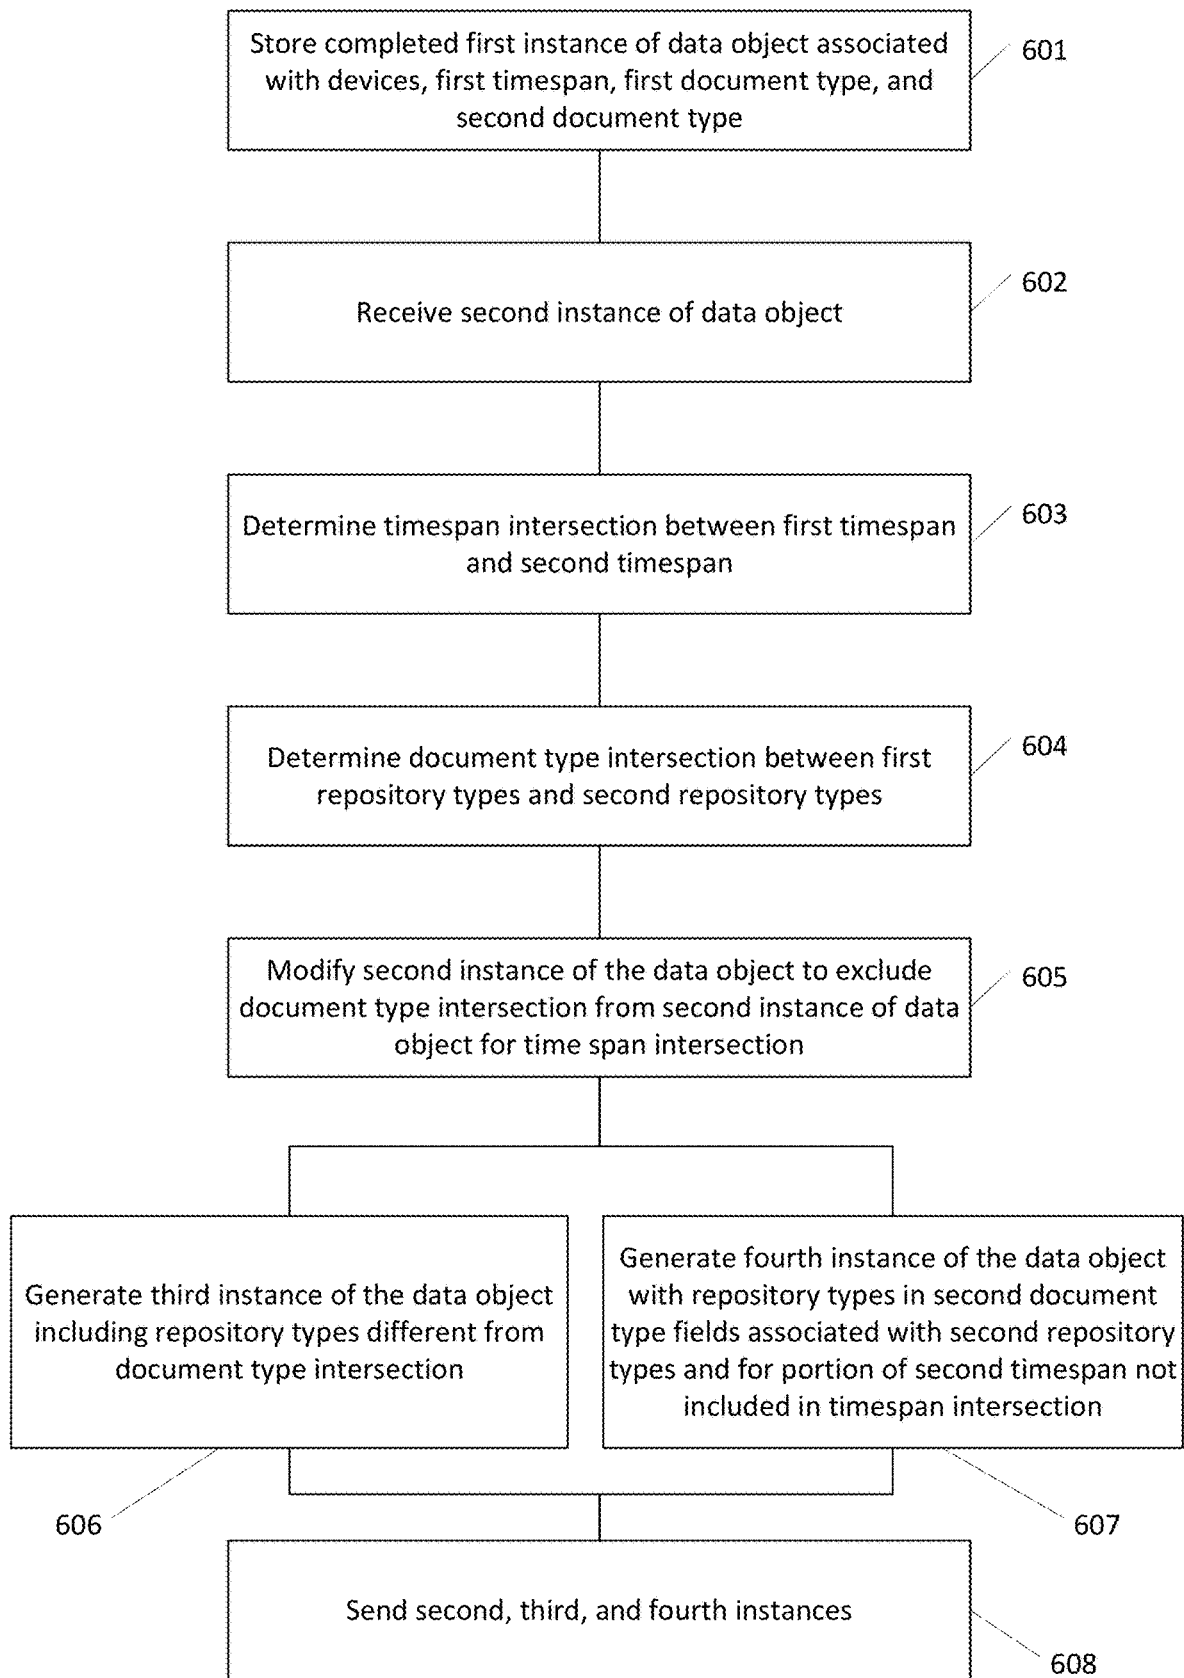 Store completed first instance of data object associated
with devices, first timespan, first document type, and
second document type
601
Receive second instance of data object
602
Determine timespan intersection between first timespan
and second timespan
603
Determine document type intersection between first
repository types and second repository types
604
Modify second instance of the data object to exclude
document type intersection from second instance of data
object for time span intersection
605
Generate third instance of the data object
including repository types different from
document type intersection
606
Generate fourth instance of the data object
with repository types in second document
type fields associated with second repository
types and for portion of second timespan not
included in timespan intersection
607
Send second, third, and fourth instances
608